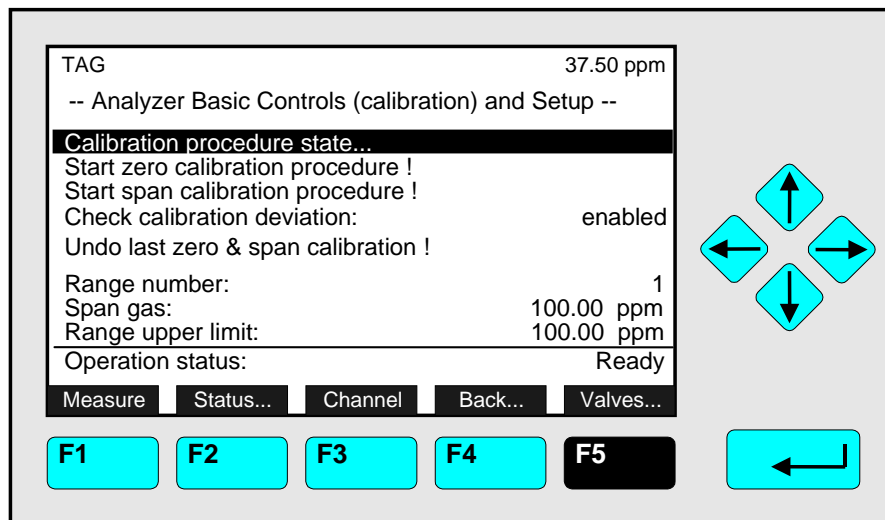 TAG 37.50 ppm
-- Analyzer Basic Controls (calibration) and Setup --
Calibration procedure state...
Start zero calibration procedure !
Start span calibration procedure !
Check calibration deviation: enabled
Undo last zero & span calibration !
Range number: 1
Span gas: 100.00 ppm
Range upper limit: 100.00 ppm
Operation status: Ready
Measure Status... Channel Back... Valves...
F1 F2 F3 F4 F5